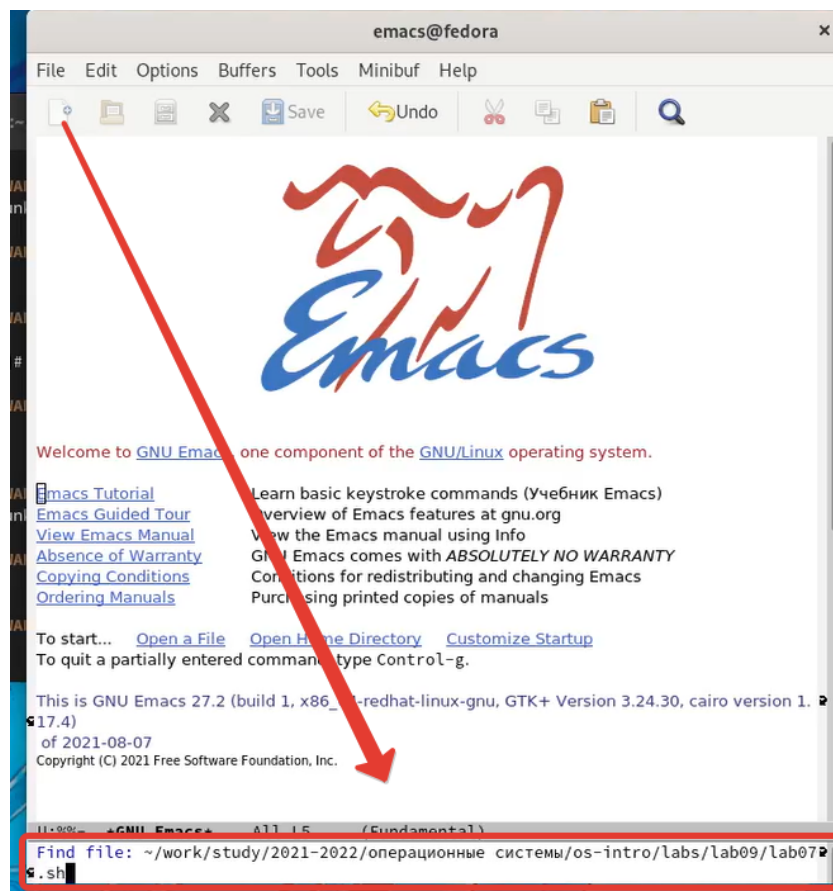 emacs@fedora
File Edit Options Buffers Tools Minibuf Help
Save Undo
Emacs
Welcome to GNU Emacs, one component of the GNU/Linux operating system.
Emacs Tutorial Learn basic keystroke commands (Учебник Emacs)
Emacs Guided Tour Overview of Emacs features at gnu.org
View Emacs Manual View the Emacs manual using Info
Absence of Warranty GNU Emacs comes with ABSOLUTELY NO WARRANTY
Copying Conditions Conditions for redistributing and changing Emacs
Ordering Manuals Purchasing printed copies of manuals
To start... Open a File Open Home Directory Customize Startup
To quit a partially entered command type Control-g.
This is GNU Emacs 27.2 (build 1, x86_64-redhat-linux-gnu, GTK+ Version 3.24.30, cairo version 1.
17.4)
of 2021-08-07
Copyright (C) 2021 Free Software Foundation, Inc.
U:%%- *GNU Emacs* All L5 (Fundamental)
Find file: ~/work/study/2021-2022/операционные системы/os-intro/labs/lab09/lab07
.sh